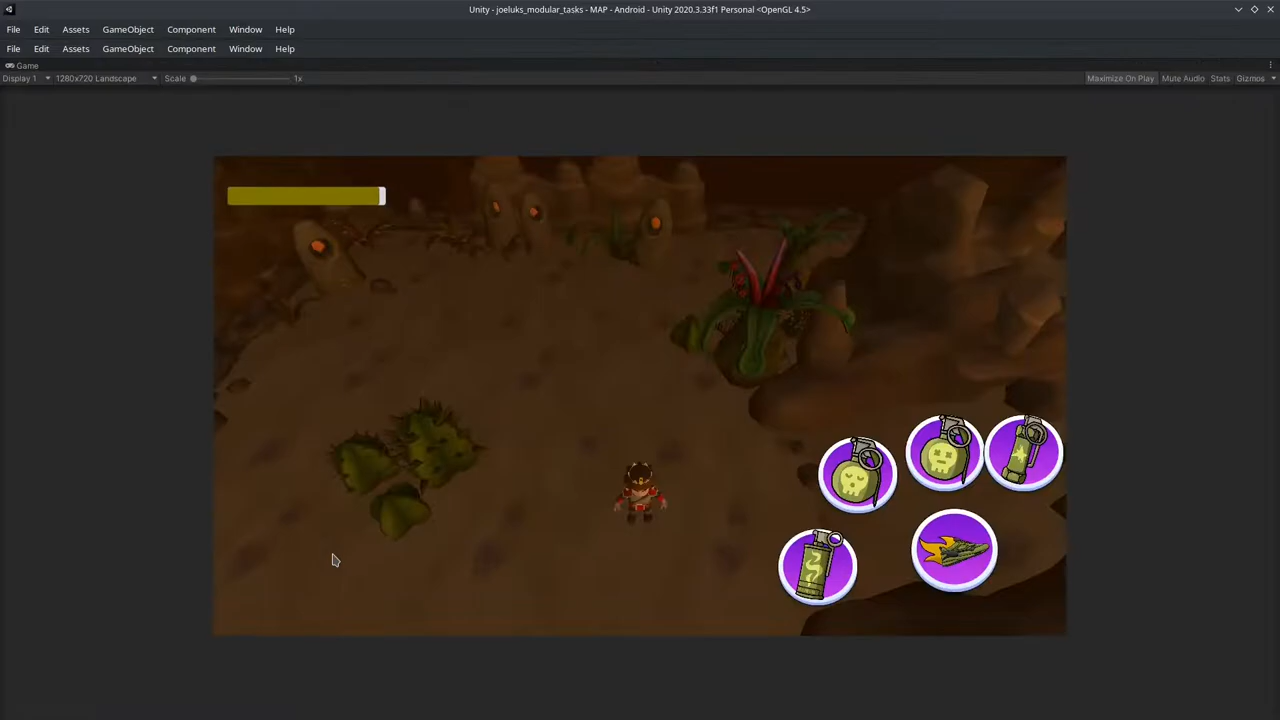 Unity - joeluks_modular_tasks - MAP - Android - Unity 2020.3.33f1 Personal <OpenGL 4.5>
File Edit Assets GameObject Component Window Help
File Edit Assets GameObject Component Window Help
Game
Display 1 1280x720 Landscape Scale 1x Maximize On Play Mute Audio Stats Gizmos